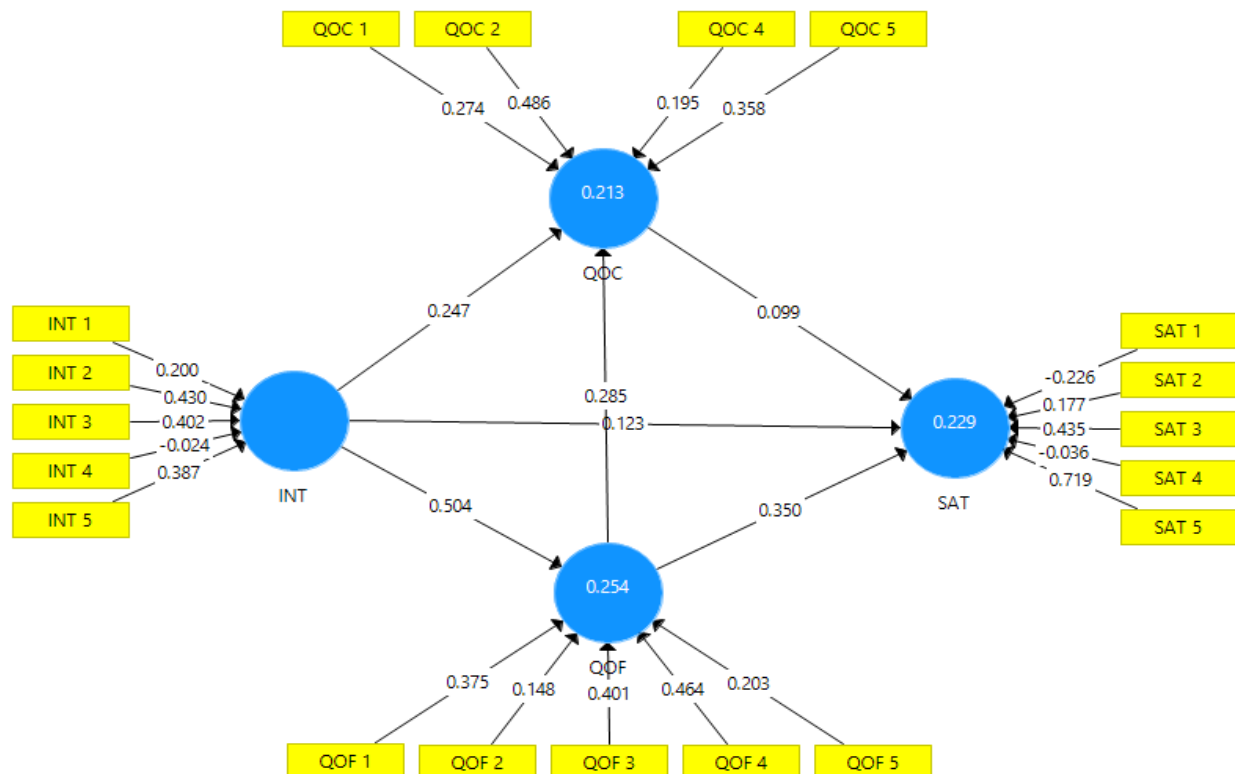 QOC 1
QOC 2
QOC 4
QOC 5
0.274
0.486
0.195
0.358
0.213
QOC
0.247
0.099
INT 1
INT 2
INT 3
INT 4
INT 5
0.200
0.430
0.402
-0.024
0.387
INT
0.285
0.123
0.504
0.350
0.229
SAT
-0.226
0.177
0.435
-0.036
0.719
SAT 1
SAT 2
SAT 3
SAT 4
SAT 5
0.254
QOF
0.375
0.148
0.401
0.464
0.203
QOF 1
QOF 2
QOF 3
QOF 4
QOF 5